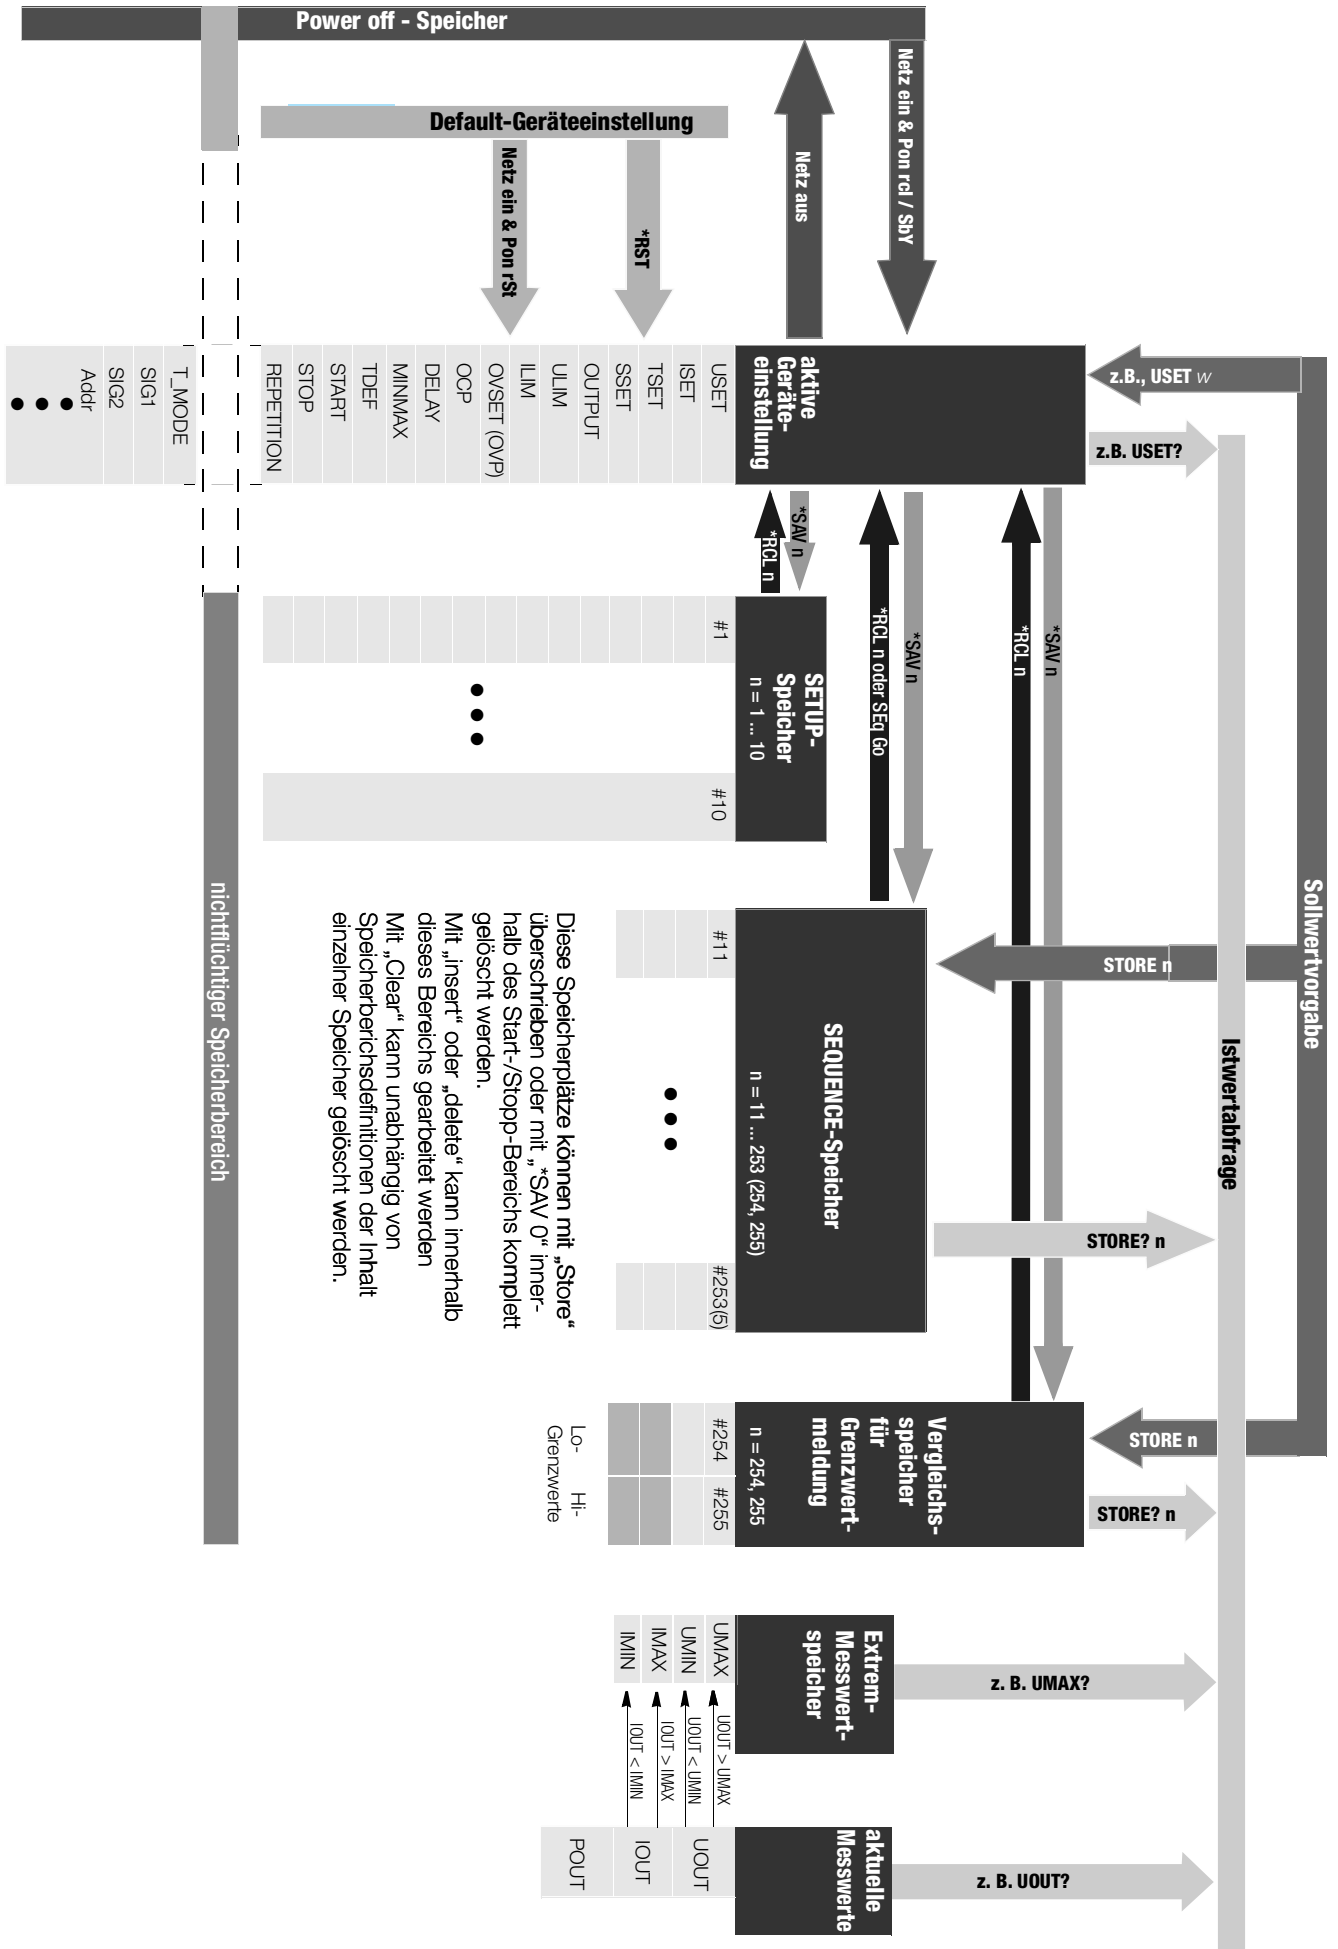 Power off - Speicher
Default-Geräteeinstellung
Netz ein & Pon rSt
*RST
Netz aus
Netz ein & Pon rcl / SbY
aktive
Geräte-
einstellung
USET
ISET
TSET
SSET
OUTPUT
ULIM
ILIM
OVSET (OVP)
OCP
DELAY
MINMAX
TDEF
START
STOP
REPETITION
T_MODE
SIG1
SIG2
Addr
z.B., USET w
z.B. USET?
*SAV n
*RCL n
*SAV n
*RCL n oder SEq Go
*SAV n
*RCL n
SETUP-
Speicher
n = 1 ... 10
#1
#10
SEQUENCE-Speicher
n = 11 ... 253 (254, 255)
#11
#253(5)
Diese Speicherplätze können mit „Store“
überschrieben oder mit „*SAV 0“ inner-
halb des Start-/Stopp-Bereichs komplett
gelöscht werden.
Mit „insert“ oder „delete“ kann innerhalb
dieses Bereichs gearbeitet werden
Mit „Clear“ kann unabhängig von
Speicherberichsdefinitionen der Inhalt
einzelner Speicher gelöscht werden.
nichtflüchtiger Speicherbereich
Sollwertvorgabe
Istwertabfrage
STORE n
STORE? n
Vergleichs-
speicher
für
Grenzwert-
meldung
n = 254, 255
#254
#255
Lo- Hi-
Grenzwerte
STORE n
STORE? n
Extrem-
Messwert-
speicher
UMAX
UMIN
IMAX
IMIN
z. B. UMAX?
UOUT > UMAX
UOUT < UMIN
IOUT > IMAX
IOUT < IMIN
aktuelle
Messwerte
UOUT
IOUT
POUT
z. B. UOUT?